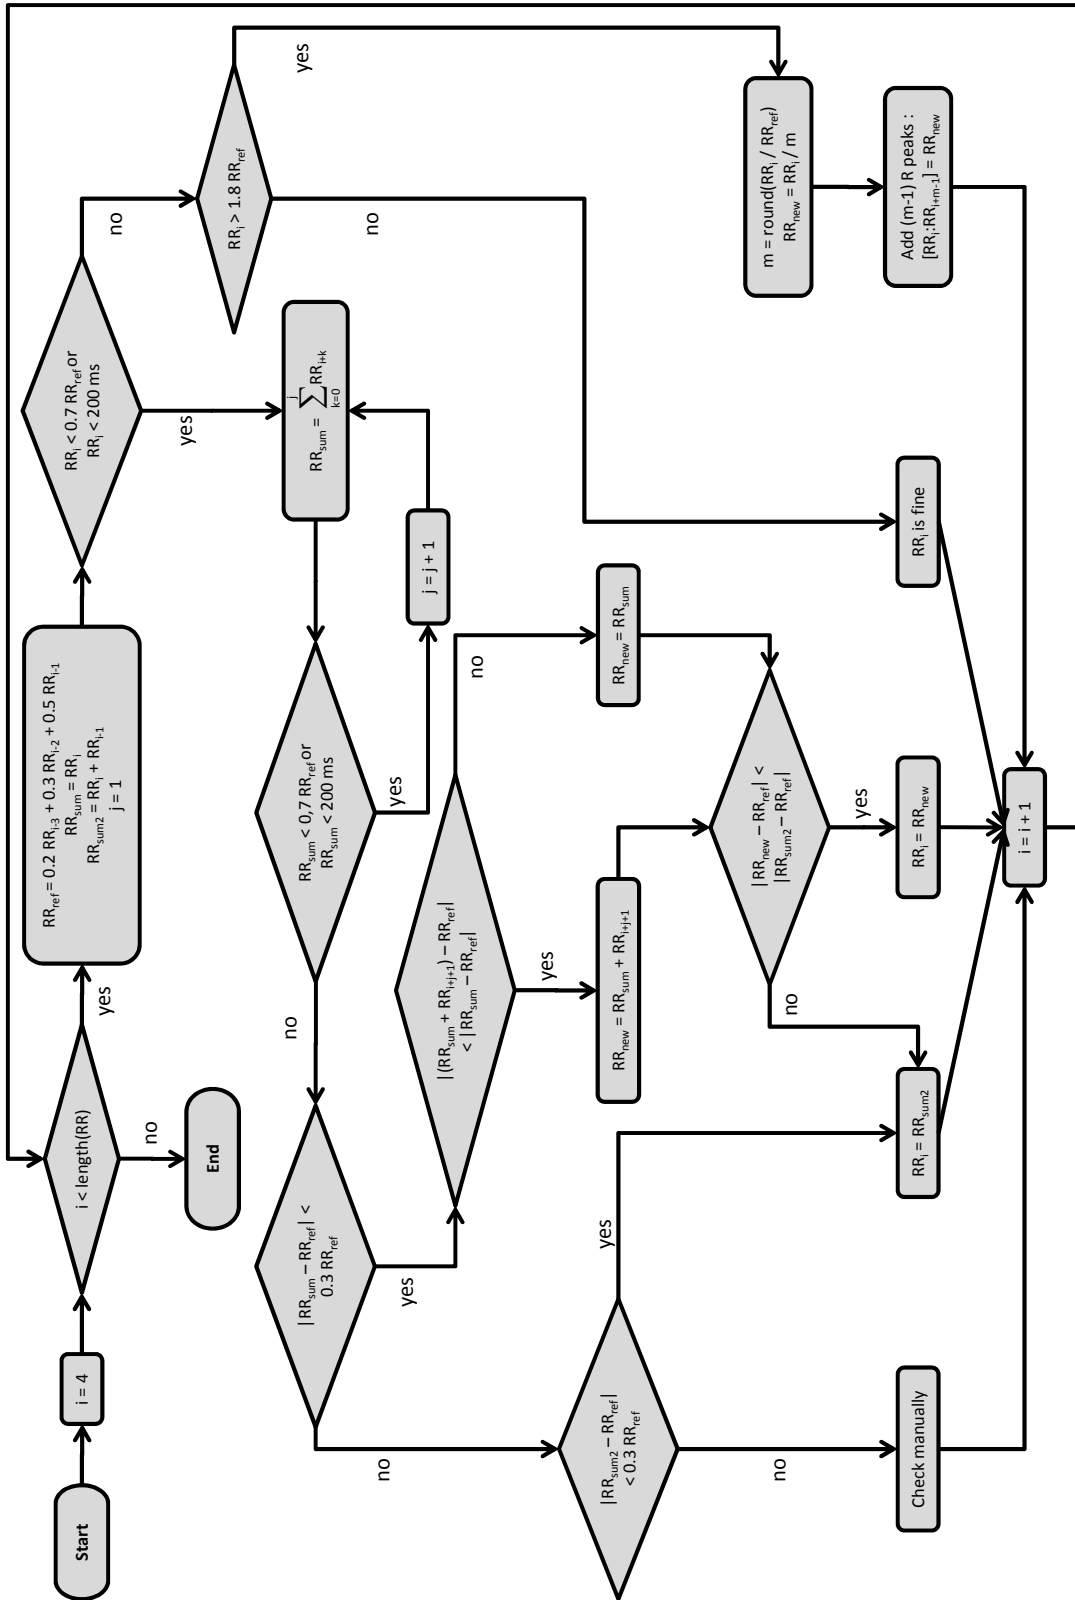 Start
i = 4
i < length(RR)
yes
no
End
RR_ref = 0.2 RR_i-3 + 0.3 RR_i-2 + 0.5 RR_i-1
RR_sum = RR_i
RR_sum2 = RR_i + RR_i-1
j = 1
RR_i < 0.7 RR_ref or
RR_i < 200 ms
yes
no
RR_i > 1.8 RR_ref
yes
no
RR_sum = ∑ RR_i+k
j
k=0
j = j + 1
RR_sum < 0,7 RR_ref or
RR_sum < 200 ms
yes
no
|RR_sum – RR_ref| <
0.3 RR_ref
yes
no
|(RR_sum + RR_i+j+1) – RR_ref|
< |RR_sum – RR_ref|
yes
no
|RR_sum2 – RR_ref|
< 0.3 RR_ref
yes
no
RR_new = RR_sum + RR_i+j+1
RR_new = RR_sum
|RR_new – RR_ref| <
|RR_sum2 – RR_ref|
yes
no
m = round(RR_i / RR_ref)
RR_new = RR_i / m
Add (m-1) R peaks :
[RR_i:RR_i+m-1] = RR_new
Check manually
RR_i = RR_sum2
RR_i = RR_new
RR_i is fine
i = i + 1